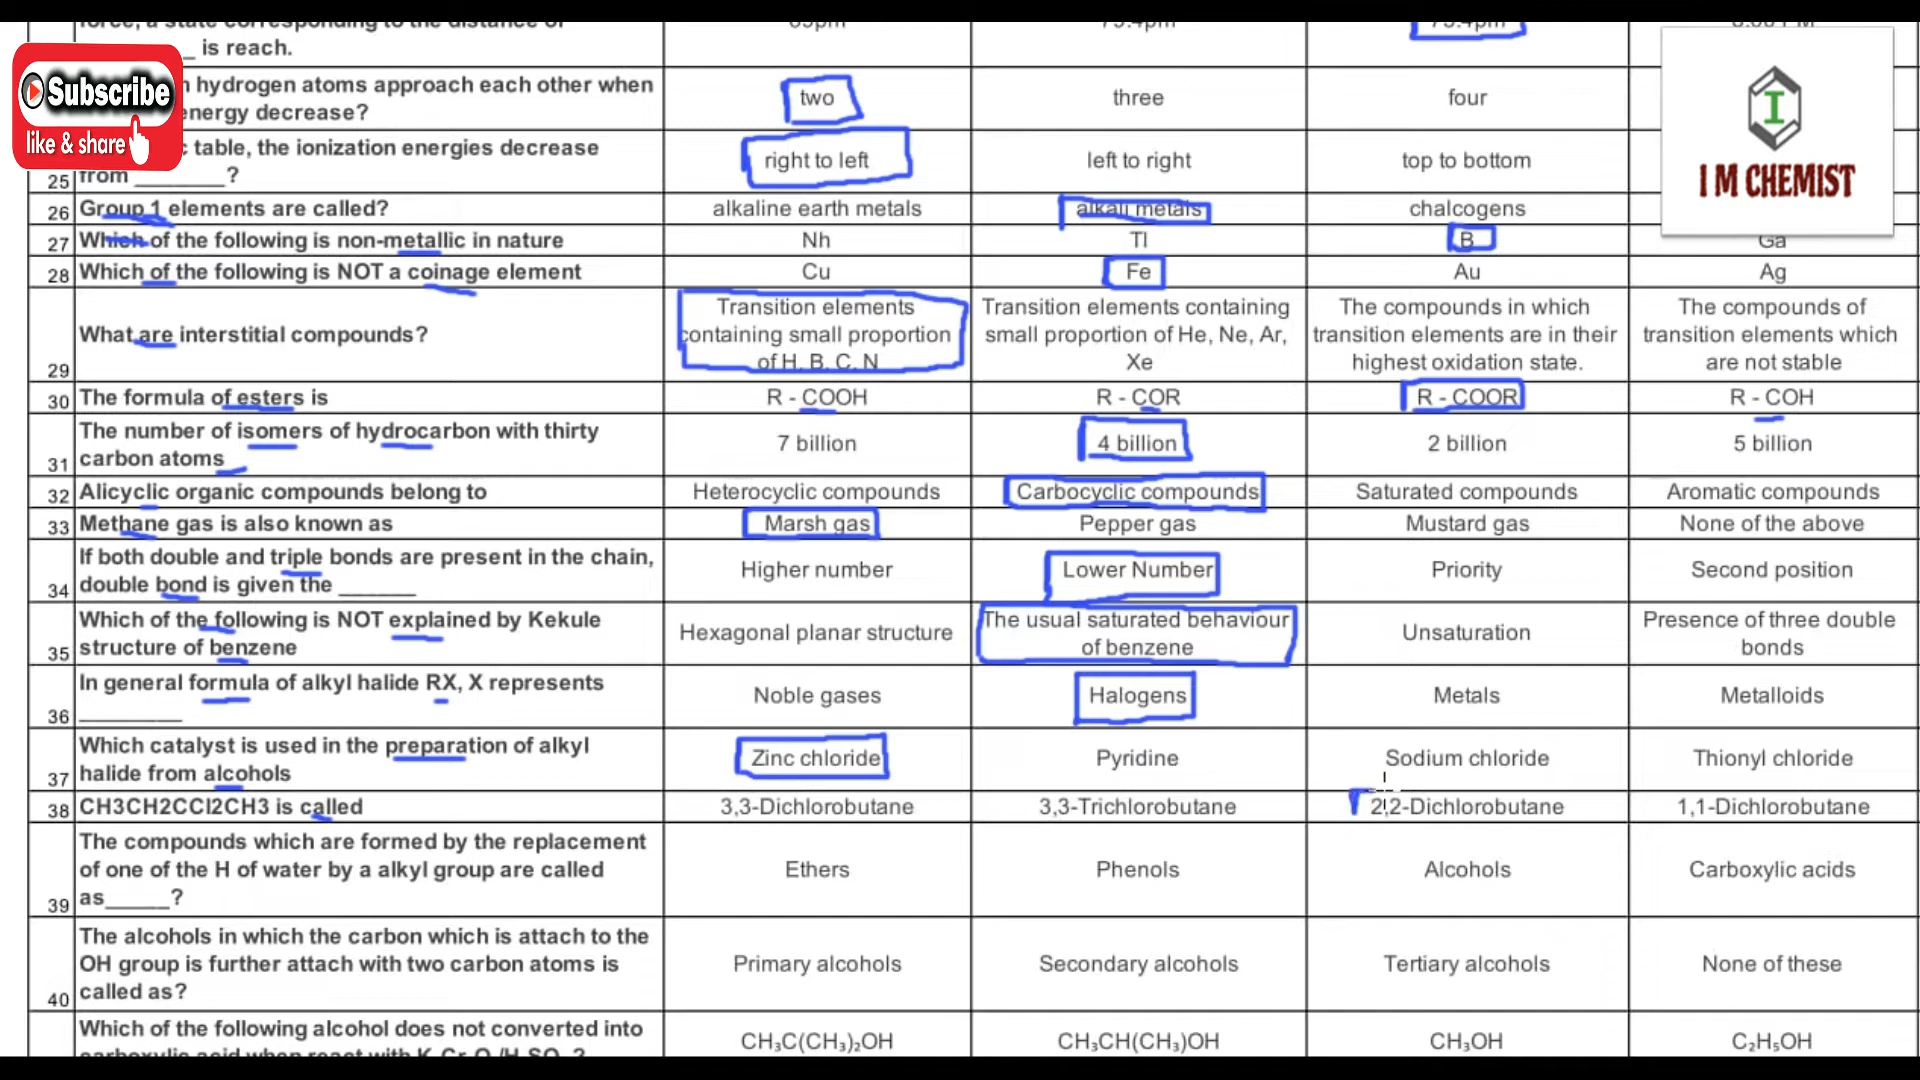 force, a state corresponding to the distance of
is reach.
75.4pm
Subscribe
like & share
hydrogen atoms approach each other when
energy decrease?
two
three
four
table, the ionization energies decrease
25 from _______?
right to left
left to right
top to bottom
I
I M CHEMIST
26 Group 1 elements are called?
alkaline earth metals
alkali metals
chalcogens
27 Which of the following is non-metallic in nature
Nh
Tl
B
Ga
28 Which of the following is NOT a coinage element
Cu
Fe
Au
Ag
29 What are interstitial compounds?
Transition elements
containing small proportion
of H, B, C, N
Transition elements containing
small proportion of He, Ne, Ar,
Xe
The compounds in which
transition elements are in their
highest oxidation state.
The compounds of
transition elements which
are not stable
30 The formula of esters is
R - COOH
R - COR
R - COOR
R - COH
31 The number of isomers of hydrocarbon with thirty
carbon atoms
7 billion
4 billion
2 billion
5 billion
32 Alicyclic organic compounds belong to
Heterocyclic compounds
Carbocyclic compounds
Saturated compounds
Aromatic compounds
33 Methane gas is also known as
Marsh gas
Pepper gas
Mustard gas
None of the above
If both double and triple bonds are present in the chain,
34 double bond is given the ______
Higher number
Lower Number
Priority
Second position
Which of the following is NOT explained by Kekule
35 structure of benzene
Hexagonal planar structure
The usual saturated behaviour
of benzene
Unsaturation
Presence of three double
bonds
In general formula of alkyl halide RX, X represents
36 ________
Noble gases
Halogens
Metals
Metalloids
Which catalyst is used in the preparation of alkyl
37 halide from alcohols
Zinc chloride
Pyridine
Sodium chloride
Thionyl chloride
38 CH3CH2CCl2CH3 is called
3,3-Dichlorobutane
3,3-Trichlorobutane
2,2-Dichlorobutane
1,1-Dichlorobutane
The compounds which are formed by the replacement
of one of the H of water by a alkyl group are called
39 as_____?
Ethers
Phenols
Alcohols
Carboxylic acids
The alcohols in which the carbon which is attach to the
OH group is further attach with two carbon atoms is
40 called as?
Primary alcohols
Secondary alcohols
Tertiary alcohols
None of these
Which of the following alcohol does not converted into
CH₃C(CH₃)₂OH
CH₃CH(CH₃)OH
CH₃OH
C₂H₅OH